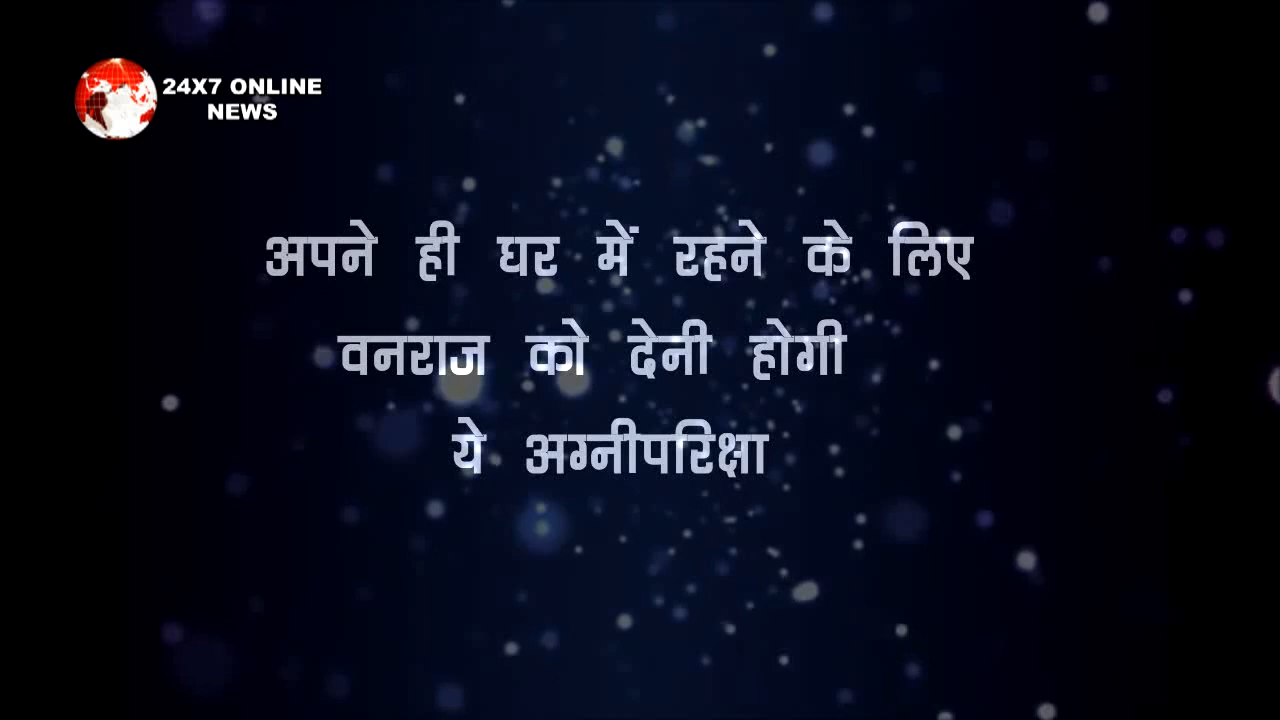 24X7 ONLINE
NEWS
अपने ही घर में रहने के लिए
वनराज को देनी होगी
ये अग्नीपरिक्षा